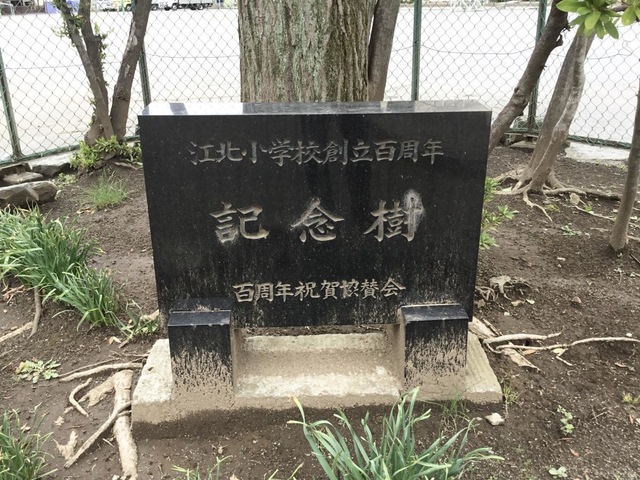 江北小学校創立百周年
記念樹
百周年祝賀協賛会